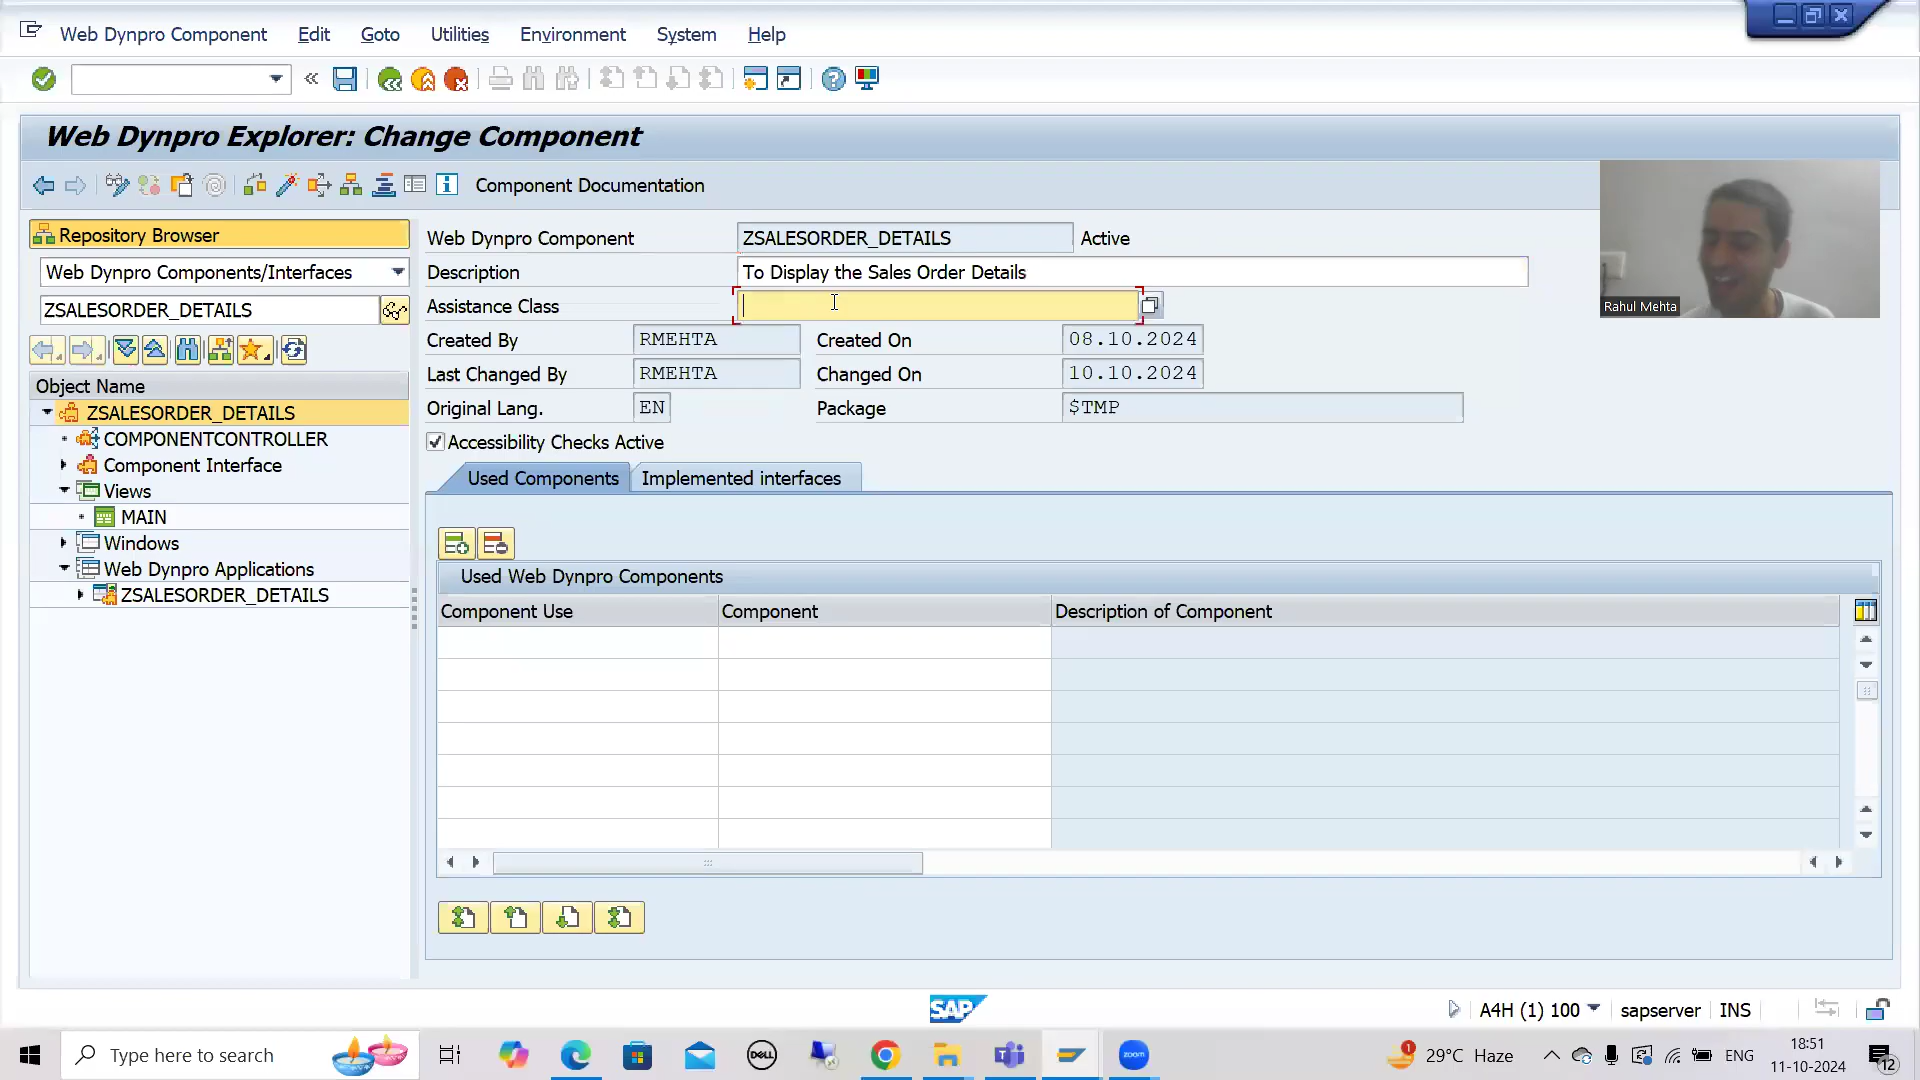 Web Dynpro Component Edit Goto Utilities Environment System Help
Web Dynpro Explorer: Change Component
Component Documentation
Rahul Mehta
Repository Browser
Web Dynpro Components/Interfaces
ZSALESORDER_DETAILS
Object Name
ZSALESORDER_DETAILS
COMPONENTCONTROLLER
Component Interface
Views
MAIN
Windows
Web Dynpro Applications
ZSALESORDER_DETAILS
Web Dynpro Component ZSALESORDER_DETAILS Active
Description To Display the Sales Order Details
Assistance Class
Created By RMEHTA Created On 08.10.2024
Last Changed By RMEHTA Changed On 10.10.2024
Original Lang. EN Package $TMP
Accessibility Checks Active
Used Components Implemented interfaces
Used Web Dynpro Components
Component Use Component Description of Component
SAP
A4H (1) 100 sapserver INS
Type here to search
DELL
zoom
1
29°C Haze
ENG
18:51
11-10-2024
12